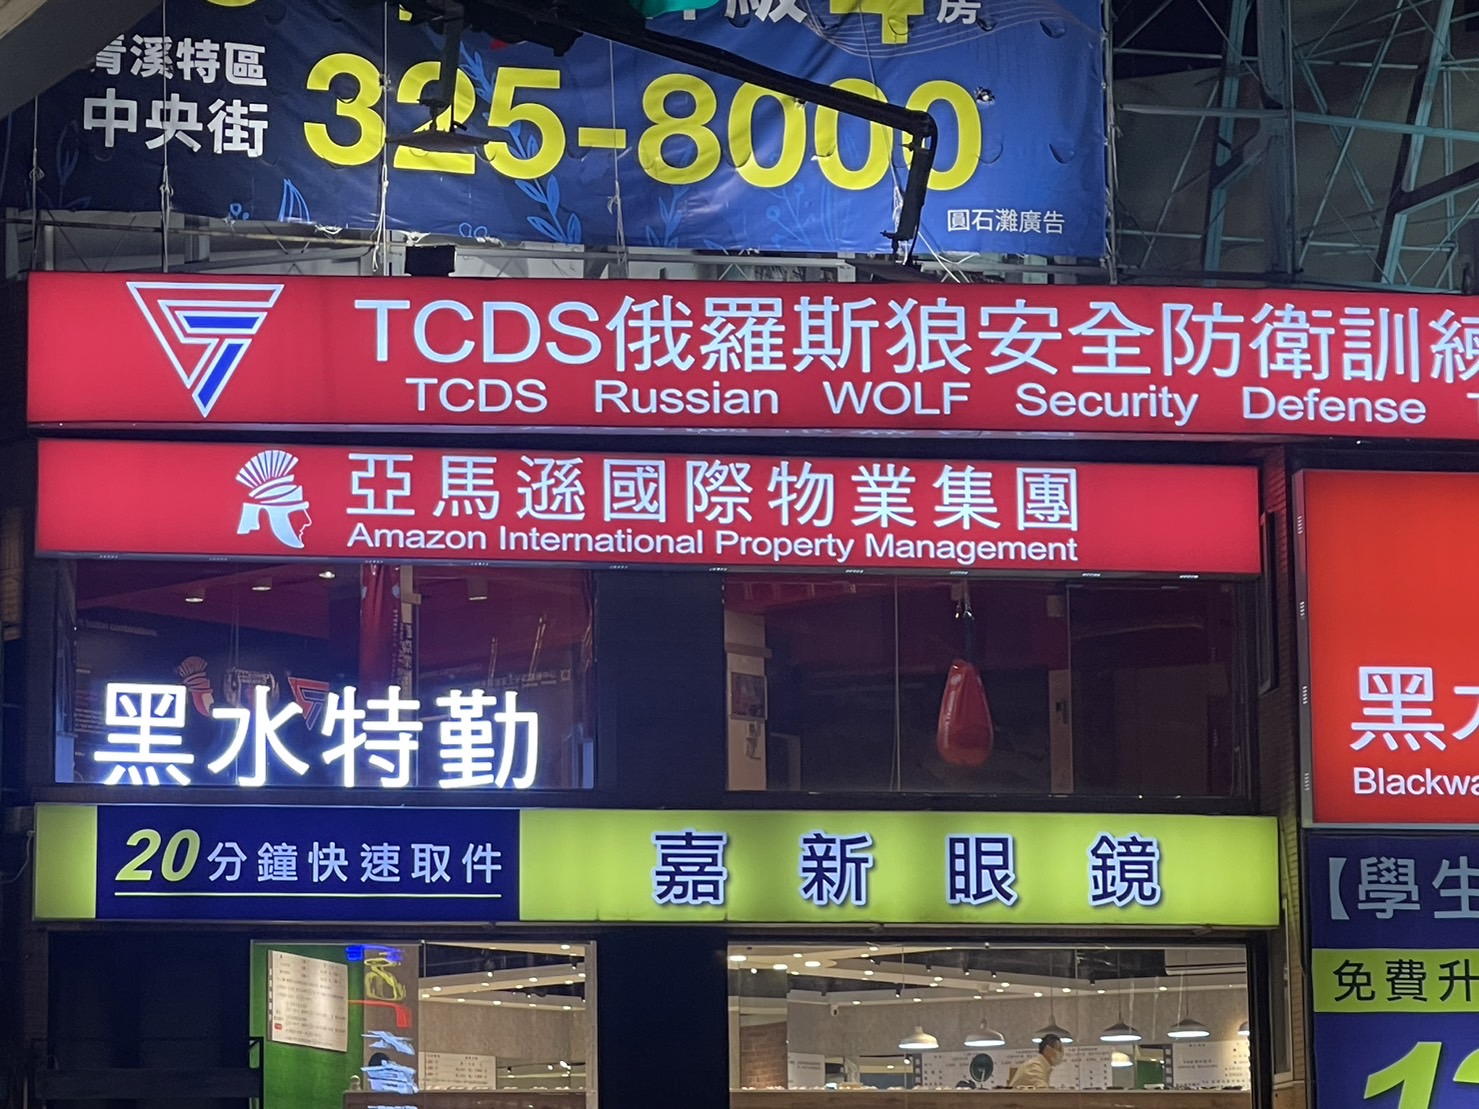 青溪特區
中央街
325-8000
圓石灘廣告
TCDS俄羅斯狼安全防衛訓練
TCDS Russian WOLF Security Defense
亞馬遜國際物業集團
Amazon International Property Management
黑水特勤
黑
Blackwa
20分鐘快速取件
嘉新眼鏡
【學生
免費升